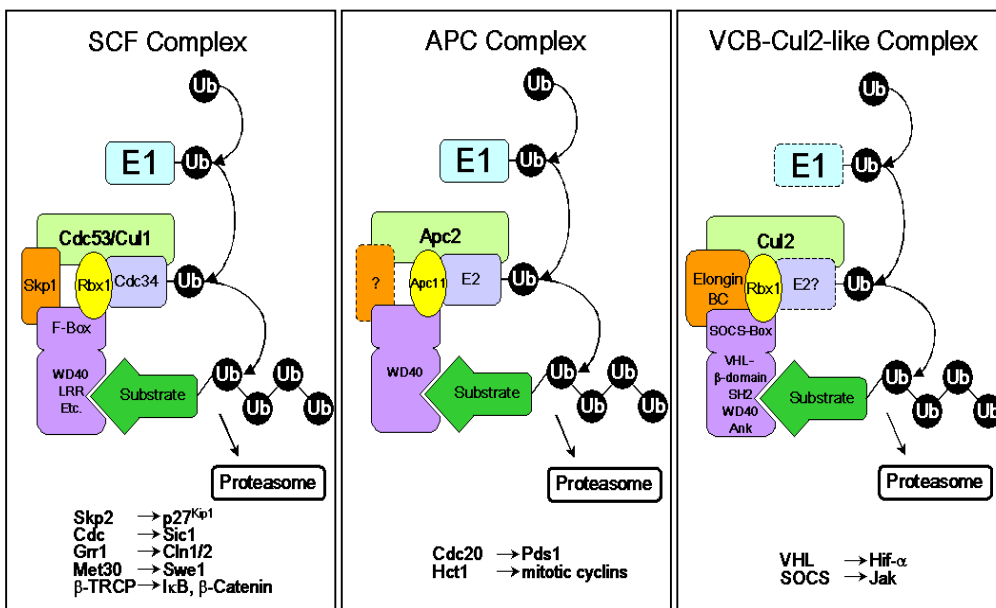 SCF Complex
Ub
E1
Ub
Cdc53/Cul1
Skp1
Rbx1
Cdc34
Ub
F-Box
WD40
LRR
Etc.
Substrate
Ub
Ub
Ub
Ub
Proteasome
Skp2 → p27Kip1
Cdc → Sic1
Grr1 → Cln1/2
Met30 → Swe1
β-TRCP → IκB, β-Catenin
APC Complex
Ub
E1
Ub
Apc2
?
Apc11
E2
Ub
WD40
Substrate
Ub
Ub
Ub
Ub
Proteasome
Cdc20 → Pds1
Hct1 → mitotic cyclins
VCB-Cul2-like Complex
Ub
E1
Ub
Cul2
Elongin
BC
Rbx1
E2?
Ub
SOCS-Box
VHL-
β-domain
SH2
WD40
Ank
Substrate
Ub
Ub
Ub
Ub
Proteasome
VHL → Hif-α
SOCS → Jak